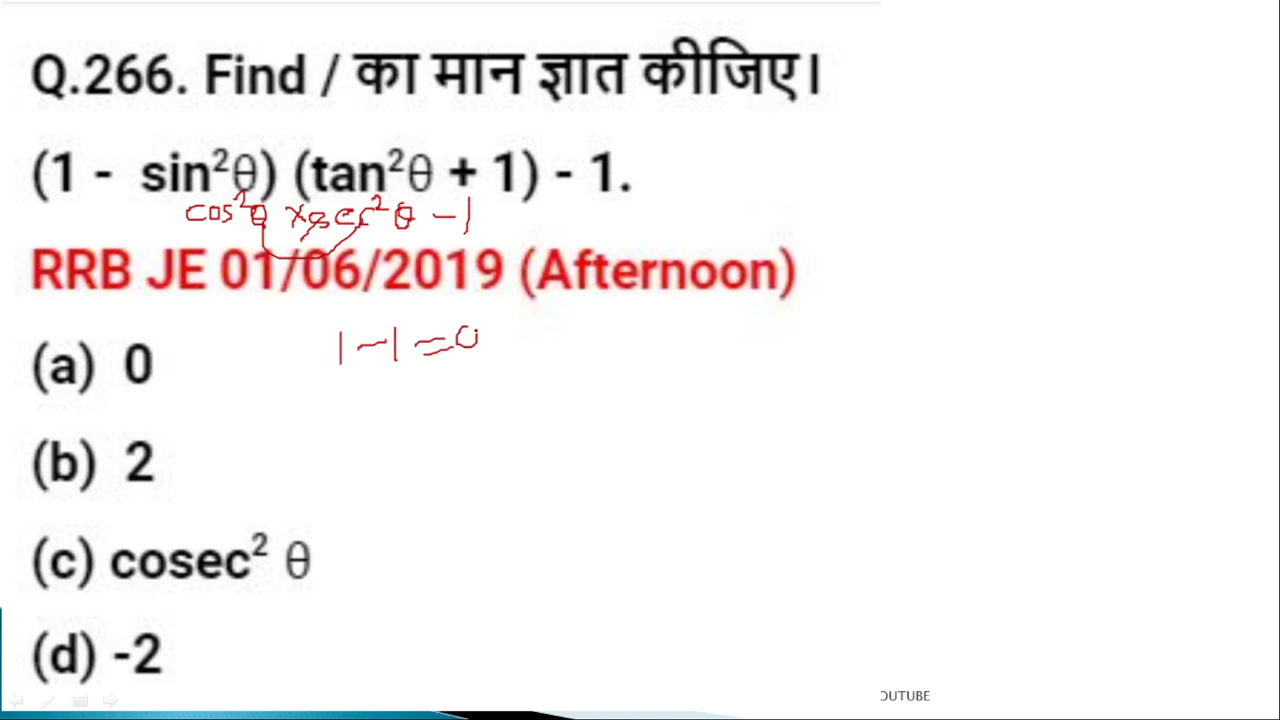 Q.266. Find / का मान ज्ञात कीजिए।
(1 - sin²θ) (tan²θ + 1) - 1.
cos²θ × sec²θ - 1
RRB JE 01/06/2019 (Afternoon)
1 - 1 = 0
(a) 0
(b) 2
(c) cosec² θ
(d) -2
OUTUBE